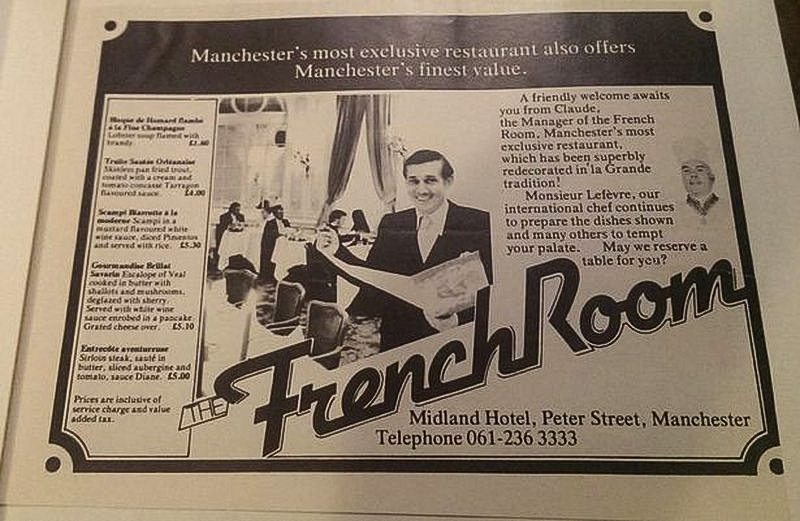 Manchester's most exclusive restaurant also offers
Manchester's finest value.
Bisque de Homard flambé
à la Fine Champagne
Lobster soup flamed with
brandy. £1.60
Truite Sautée Orléanaise
Skinless pan fried trout,
coated with a cream and
tomato concassé Tarragon
flavoured sauce. £4.00
Scampi Biarrotte à la
moderne Scampi in a
mustard flavoured white
wine sauce, diced Pimentos
and served with rice. £5.30
Gourmandise Brillat
Savarin Escalope of Veal
cooked in butter with
shallots and mushrooms,
deglazed with sherry.
Served with white wine
sauce enrobed in a pancake.
Grated cheese over. £5.10
Entrecôte aventureuse
Sirloin steak, sauté in
butter, sliced aubergine and
tomato, sauce Diane. £5.00
Prices are inclusive of
service charge and value
added tax.
A friendly welcome awaits
you from Claude,
the Manager of the French
Room, Manchester's most
exclusive restaurant,
which has been superbly
redecorated in 'la Grande
tradition!
Monsieur Lefèvre, our
international chef continues
to prepare the dishes shown
and many others to tempt
your palate. May we reserve a
table for you?
THE French Room
Midland Hotel, Peter Street, Manchester
Telephone 061-236 3333